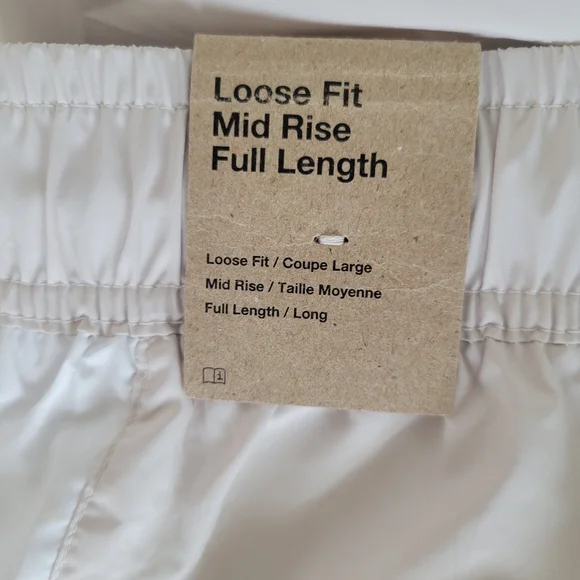 Loose Fit
Mid Rise
Full Length
Loose Fit / Coupe Large
Mid Rise / Taille Moyenne
Full Length / Long